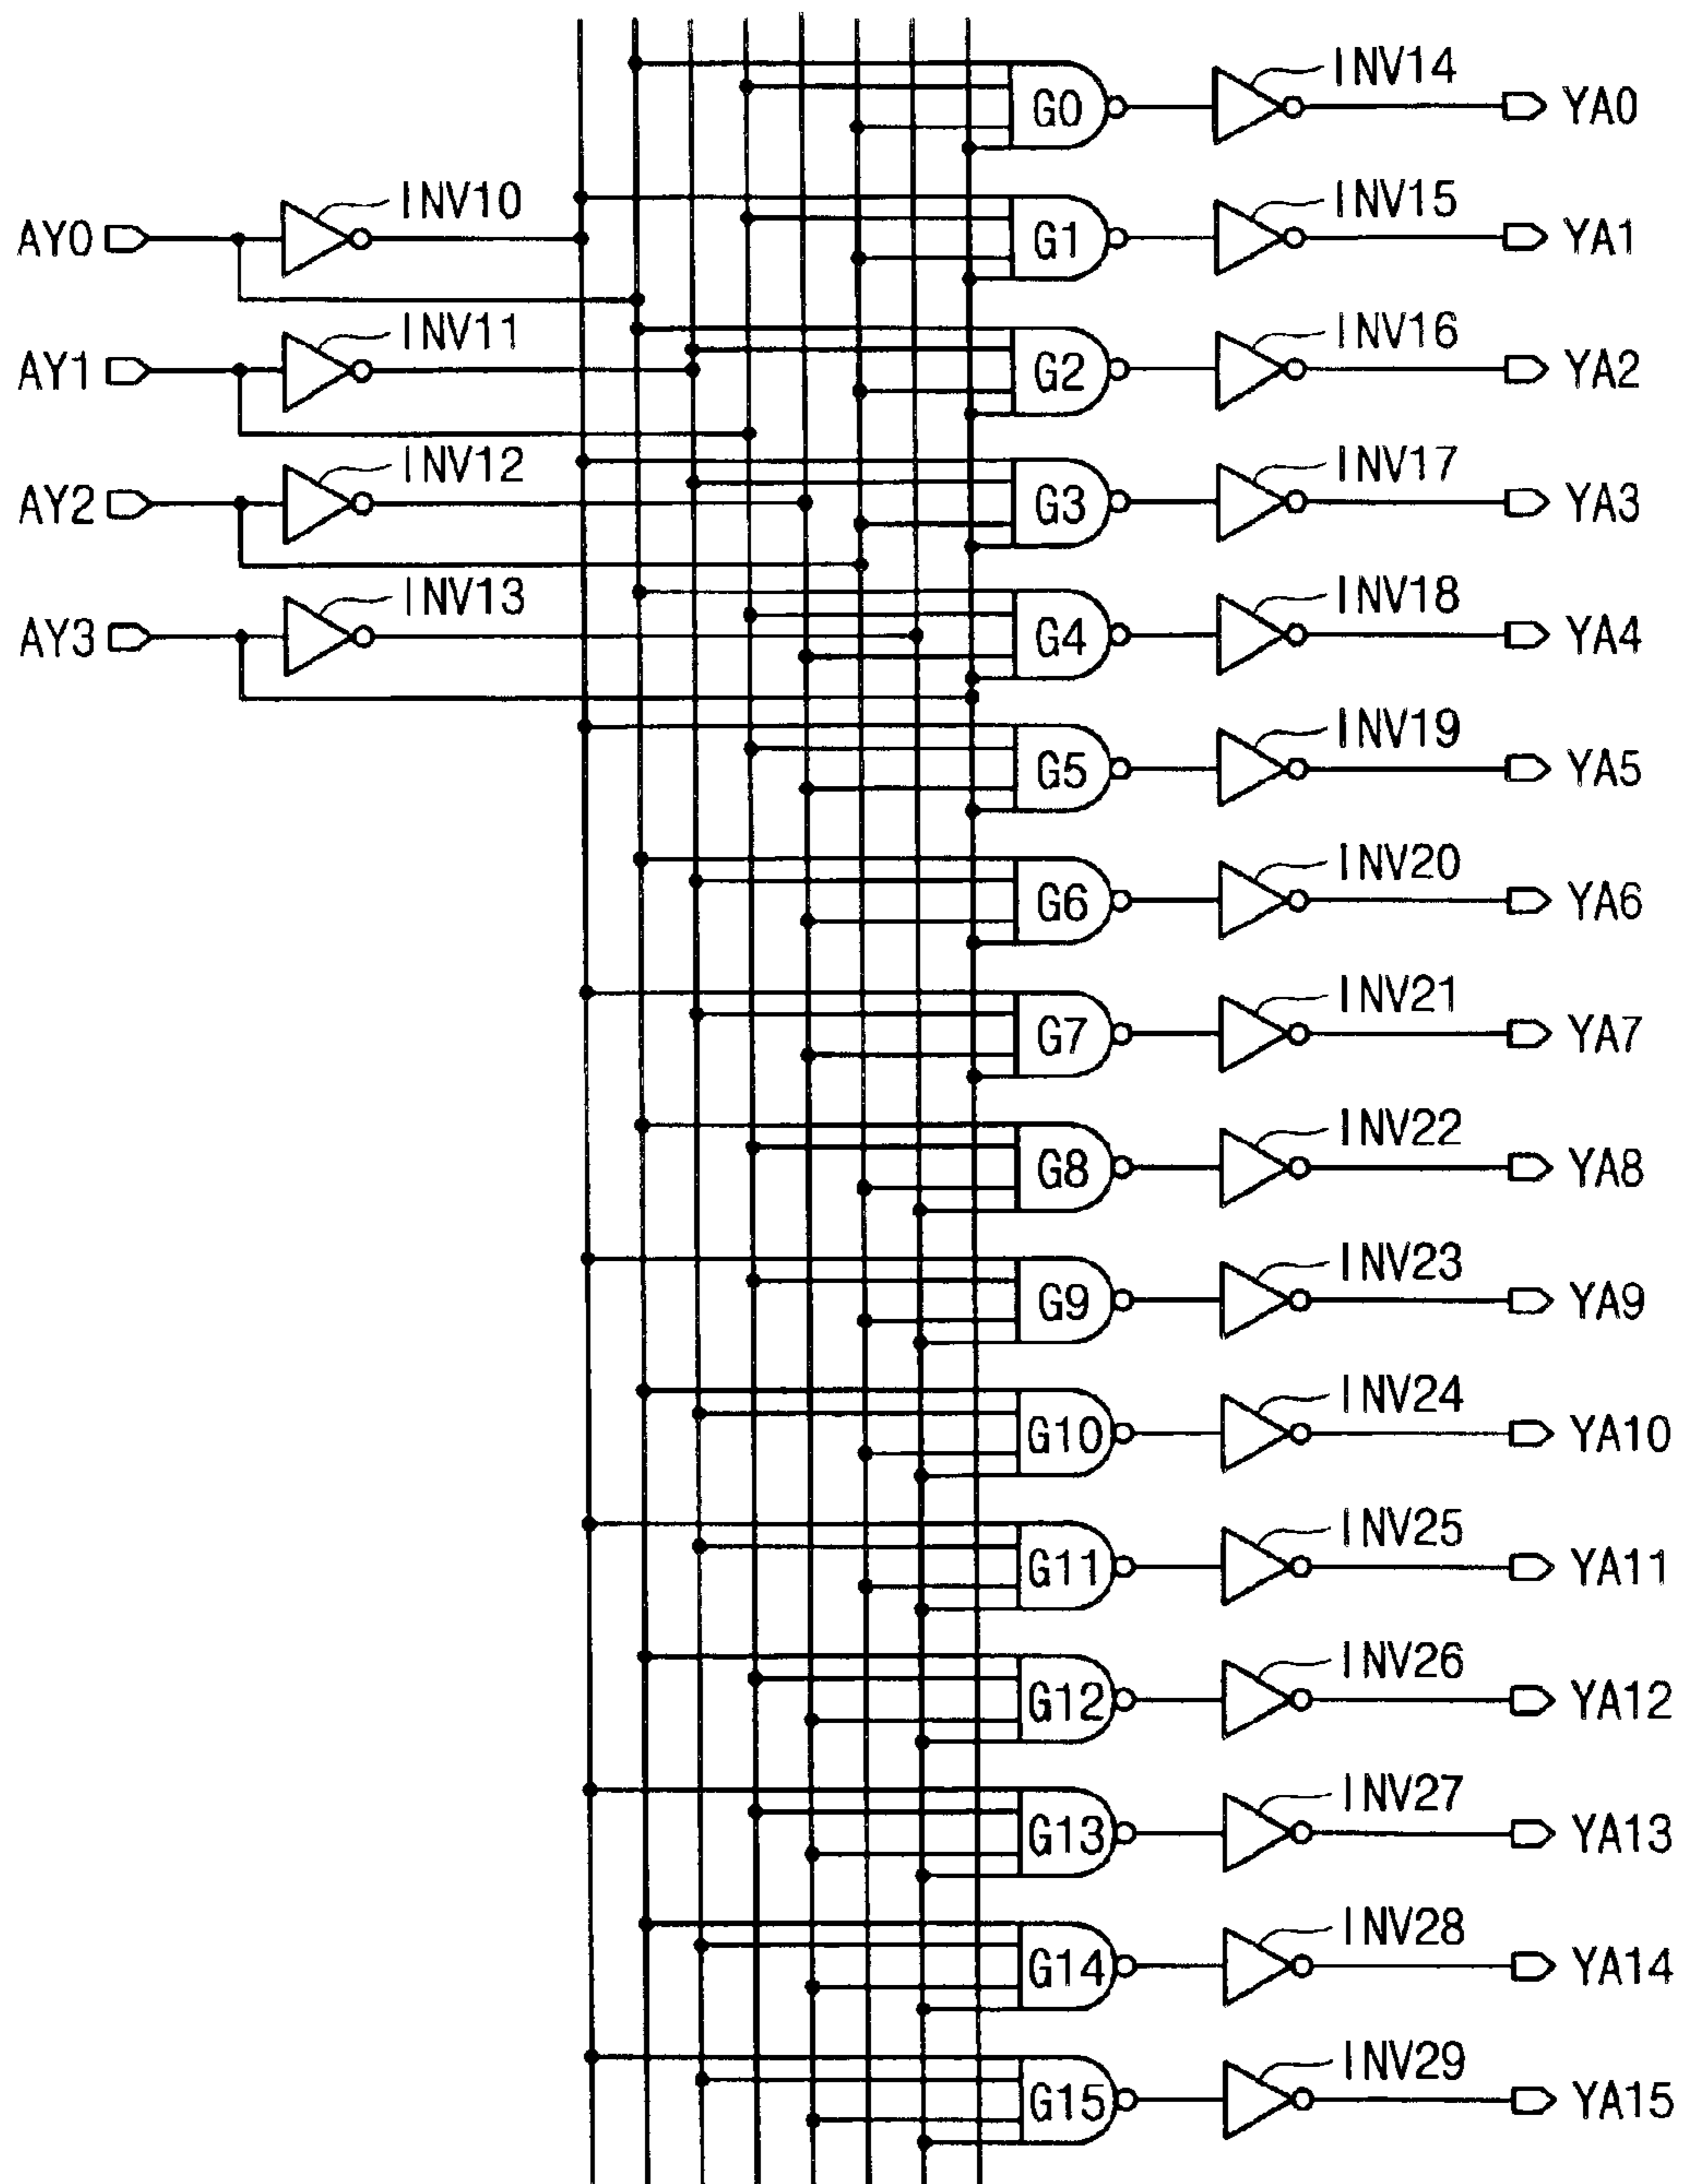 INV14
G0
YA0
INV10
INV15
AY0
G1
YA1
INV11
INV16
AY1
G2
YA2
INV12
INV17
AY2
G3
YA3
INV13
INV18
AY3
G4
YA4
INV19
G5
YA5
INV20
G6
YA6
INV21
G7
YA7
INV22
G8
YA8
INV23
G9
YA9
INV24
G10
YA10
INV25
G11
YA11
INV26
G12
YA12
INV27
G13
YA13
INV28
G14
YA14
INV29
G15
YA15